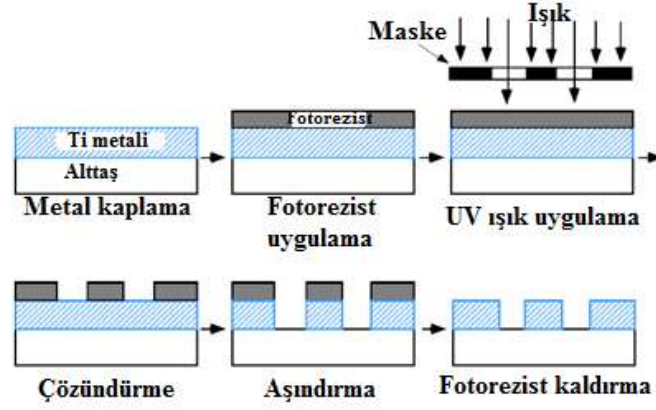 Işık
Maske
Fotorezist
Ti metali
Alttaş
Metal kaplama
Fotorezist
uygulama
UV ışık uygulama
Çözündürme
Aşındırma
Fotorezist kaldırma